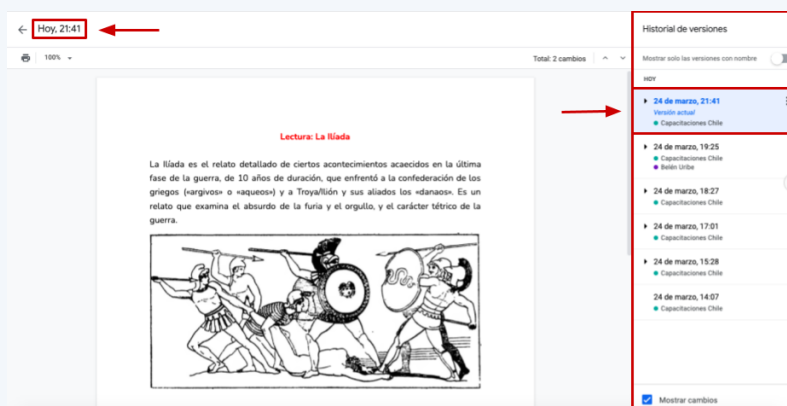 Hoy, 21:41
Historial de versiones
100%
Total: 2 cambios
Mostrar solo las versiones con nombre
HOY
24 de marzo, 21:41
Versión actual
Capacitaciones Chile
24 de marzo, 19:25
Capacitaciones Chile
Belén Uribe
24 de marzo, 18:27
Capacitaciones Chile
24 de marzo, 17:01
Capacitaciones Chile
24 de marzo, 15:28
Capacitaciones Chile
24 de marzo, 14:07
Capacitaciones Chile
Mostrar cambios
Lectura: La Ilíada
La Ilíada es el relato detallado de ciertos acontecimientos acaecidos en la última
fase de la guerra, de 10 años de duración, que enfrentó a la confederación de los
griegos («argivos» o «aqueos») y a Troya/Ilión y sus aliados los «danaos». Es un
relato que examina el absurdo de la furia y el orgullo, y el carácter tétrico de la
guerra.